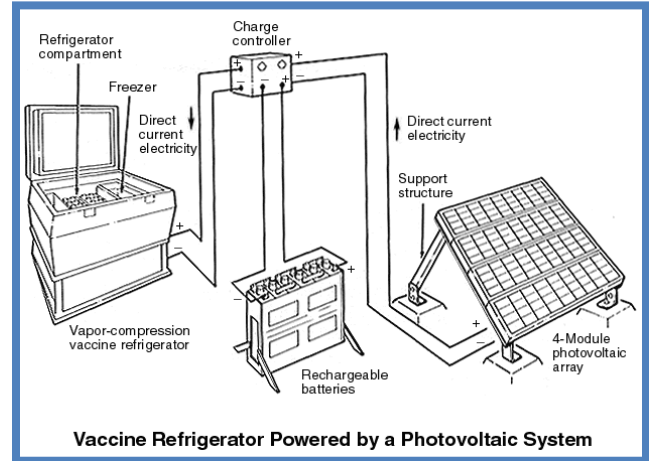 Refrigerator
compartment
Charge
controller
Freezer
Direct
current
electricity
Direct current
electricity
Support
structure
Vapor-compression
vaccine refrigerator
Rechargeable
batteries
4-Module
photovoltaic
array
+
−
+
−
−
+
+
−
+
−
−
+
+
−
Vaccine Refrigerator Powered by a Photovoltaic System